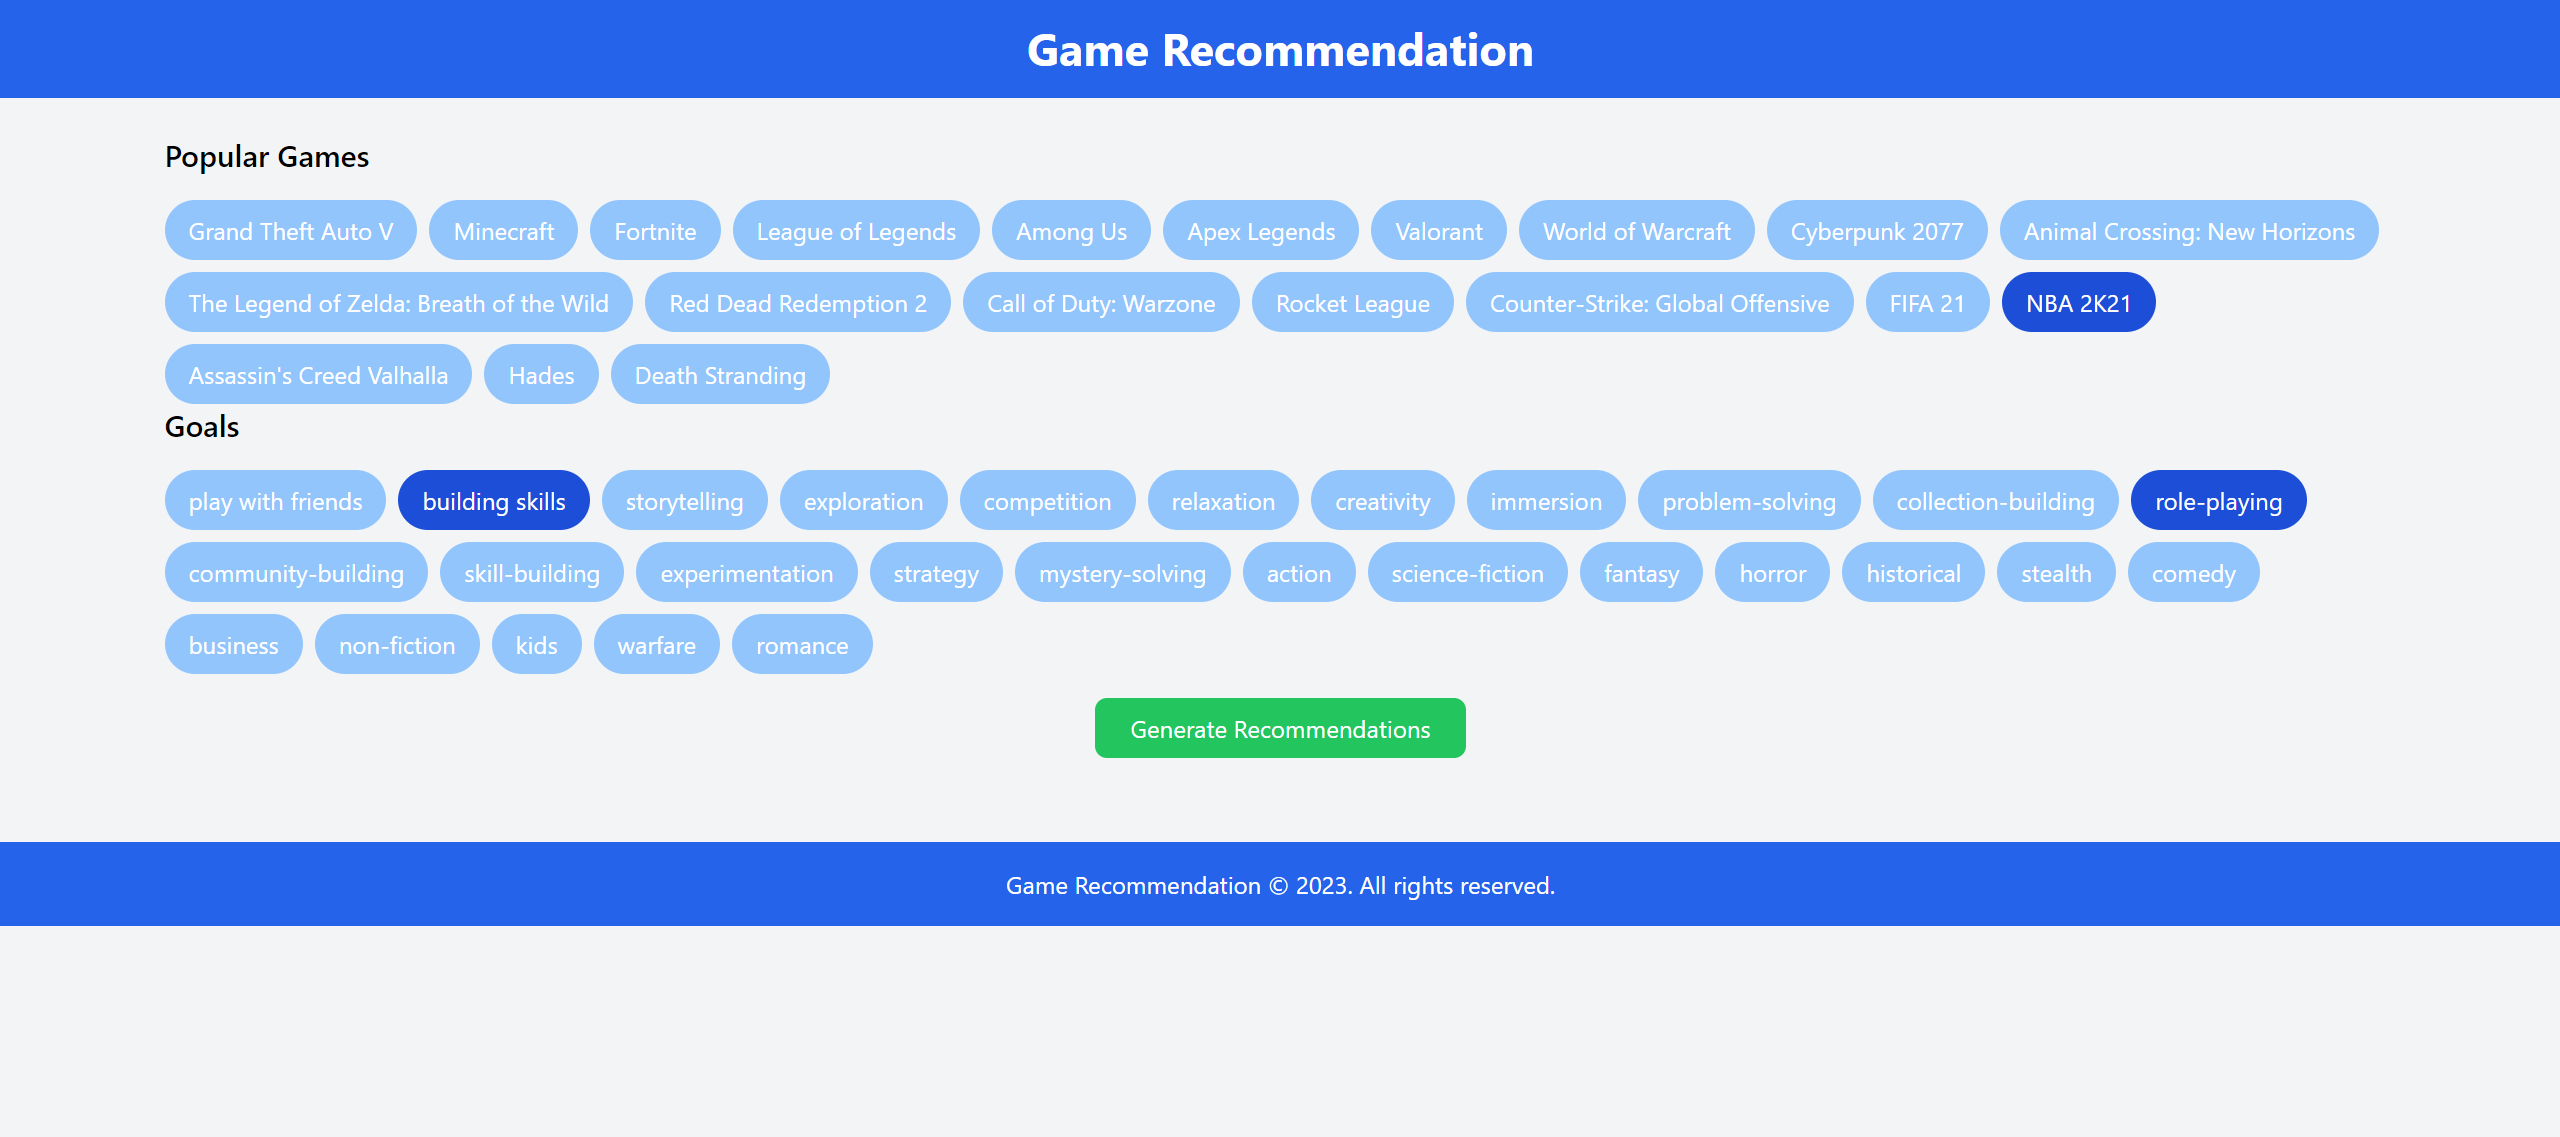 Game Recommendation
Popular Games
Grand Theft Auto V Minecraft Fortnite League of Legends Among Us Apex Legends Valorant World of Warcraft Cyberpunk 2077 Animal Crossing: New Horizons
The Legend of Zelda: Breath of the Wild Red Dead Redemption 2 Call of Duty: Warzone Rocket League Counter-Strike: Global Offensive FIFA 21 NBA 2K21
Assassin's Creed Valhalla Hades Death Stranding
Goals
play with friends building skills storytelling exploration competition relaxation creativity immersion problem-solving collection-building role-playing
community-building skill-building experimentation strategy mystery-solving action science-fiction fantasy horror historical stealth comedy
business non-fiction kids warfare romance
Generate Recommendations
Game Recommendation © 2023. All rights reserved.